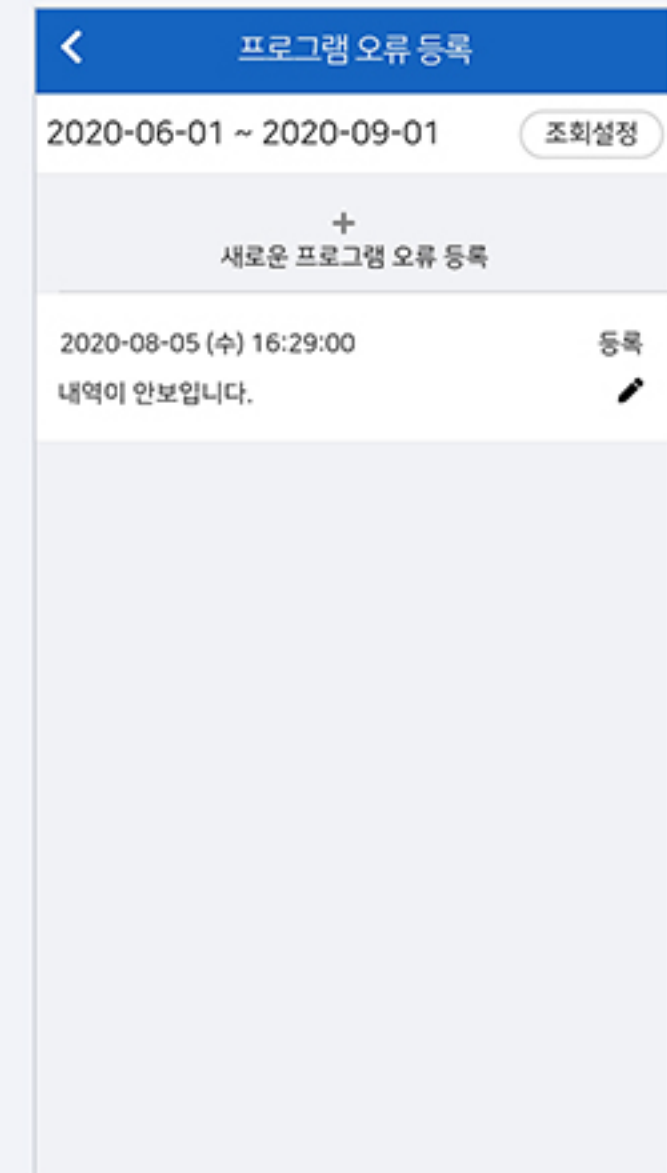 프로그램 오류 등록
2020-06-01 ~ 2020-09-01 조회설정
+
새로운 프로그램 오류 등록
2020-08-05 (수) 16:29:00 등록
내역이 안보입니다.